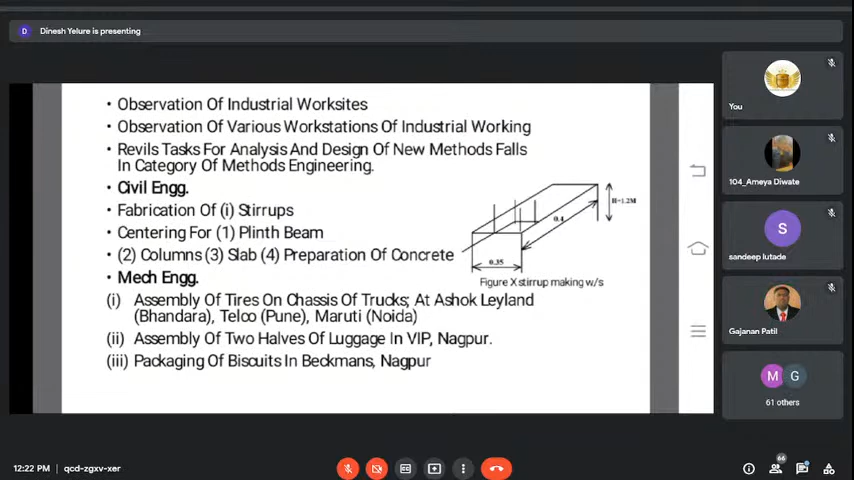 D Dinesh Yelure is presenting
• Observation Of Industrial Worksites
• Observation Of Various Workstations Of Industrial Working
• Revils Tasks For Analysis And Design Of New Methods Falls
In Category Of Methods Engineering.
• Civil Engg.
• Fabrication Of (i) Stirrups
• Centering For (1) Plinth Beam
• (2) Columns (3) Slab (4) Preparation Of Concrete
• Mech Engg.
(i) Assembly Of Tires On Chassis Of Trucks; At Ashok Leyland
(Bhandara), Telco (Pune), Maruti (Noida)
(ii) Assembly Of Two Halves Of Luggage In VIP, Nagpur.
(iii) Packaging Of Biscuits In Beckmans, Nagpur
H=1.2M
0.4
0.35
Figure X stirrup making w/s
You
104_Ameya Diwate
S
sandeep lutade
Gajanan Patil
M G
61 others
12:22 PM | qcd-zgxv-xer
66